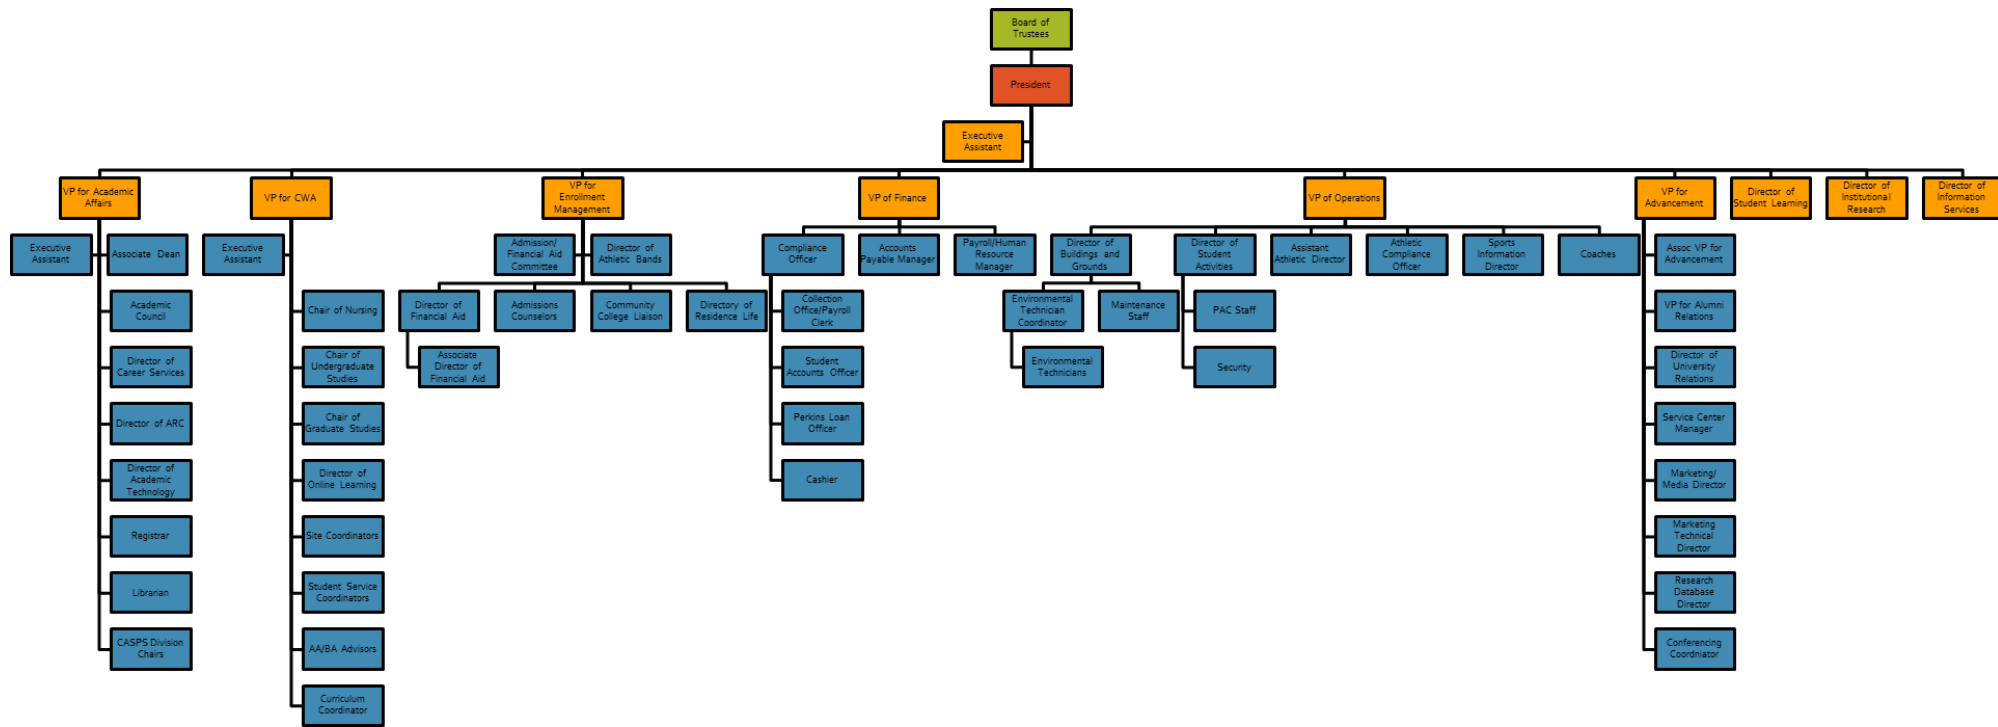 Board of
Trustees
President
Executive
Assistant
VP for Academic
Affairs
VP for CWA
VP for
Enrollment
Management
VP of Finance
VP of Operations
VP for
Advancement
Director of
Student Learning
Director of
Institutional
Research
Director of
Information
Services
Executive
Assistant
Associate Dean
Executive
Assistant
Admission/
Financial Aid
Committee
Director of
Athletic Bands
Compliance
Officer
Accounts
Payable Manager
Payroll/Human
Resource
Manager
Director of
Buildings and
Grounds
Director of
Student
Activities
Assistant
Athletic Director
Athletic
Compliance
Officer
Sports
Information
Director
Coaches
Assoc VP for
Advancement
Academic
Council
Chair of Nursing
Director of
Financial Aid
Admissions
Counselors
Community
College Liaison
Directory of
Residence Life
Collection
Office/Payroll
Clerk
Environmental
Technician
Coordinator
Maintenance
Staff
PAC Staff
VP for Alumni
Relations
Director of
Career Services
Chair of
Undergraduate
Studies
Associate
Director of
Financial Aid
Student
Accounts Officer
Environmental
Technicians
Security
Director of
University
Relations
Director of ARC
Chair of
Graduate Studies
Perkins Loan
Officer
Service Center
Manager
Director of
Academic
Technology
Director of
Online Learning
Cashier
Marketing/
Media Director
Registrar
Site Coordinators
Marketing
Technical
Director
Librarian
Student Service
Coordinators
Research
Database
Director
CASPS Division
Chairs
AA/BA Advisors
Conferencing
Coordniator
Curriculum
Coordinator